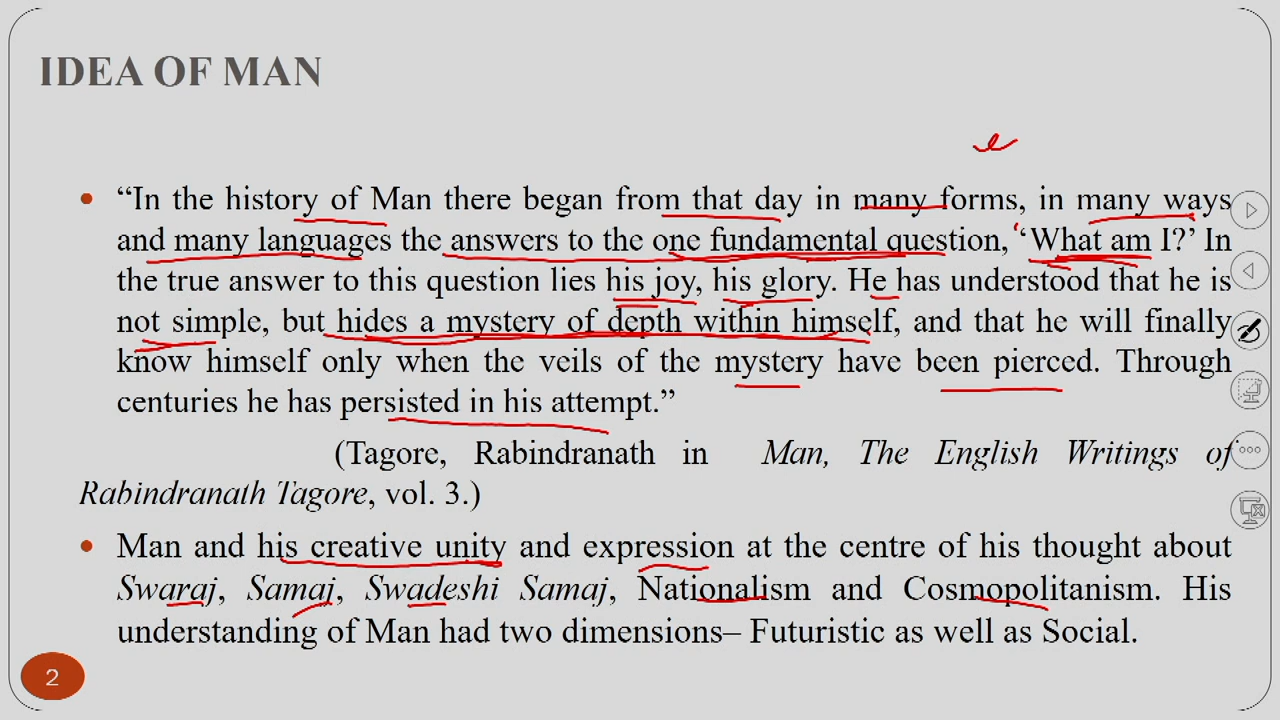 IDEA OF MAN
• “In the history of Man there began from that day in many forms, in many ways
and many languages the answers to the one fundamental question, ‘What am I?’ In
the true answer to this question lies his joy, his glory. He has understood that he is
not simple, but hides a mystery of depth within himself, and that he will finally
know himself only when the veils of the mystery have been pierced. Through
centuries he has persisted in his attempt.”
(Tagore, Rabindranath in Man, The English Writings of
Rabindranath Tagore, vol. 3.)
• Man and his creative unity and expression at the centre of his thought about
Swaraj, Samaj, Swadeshi Samaj, Nationalism and Cosmopolitanism. His
understanding of Man had two dimensions– Futuristic as well as Social.
2